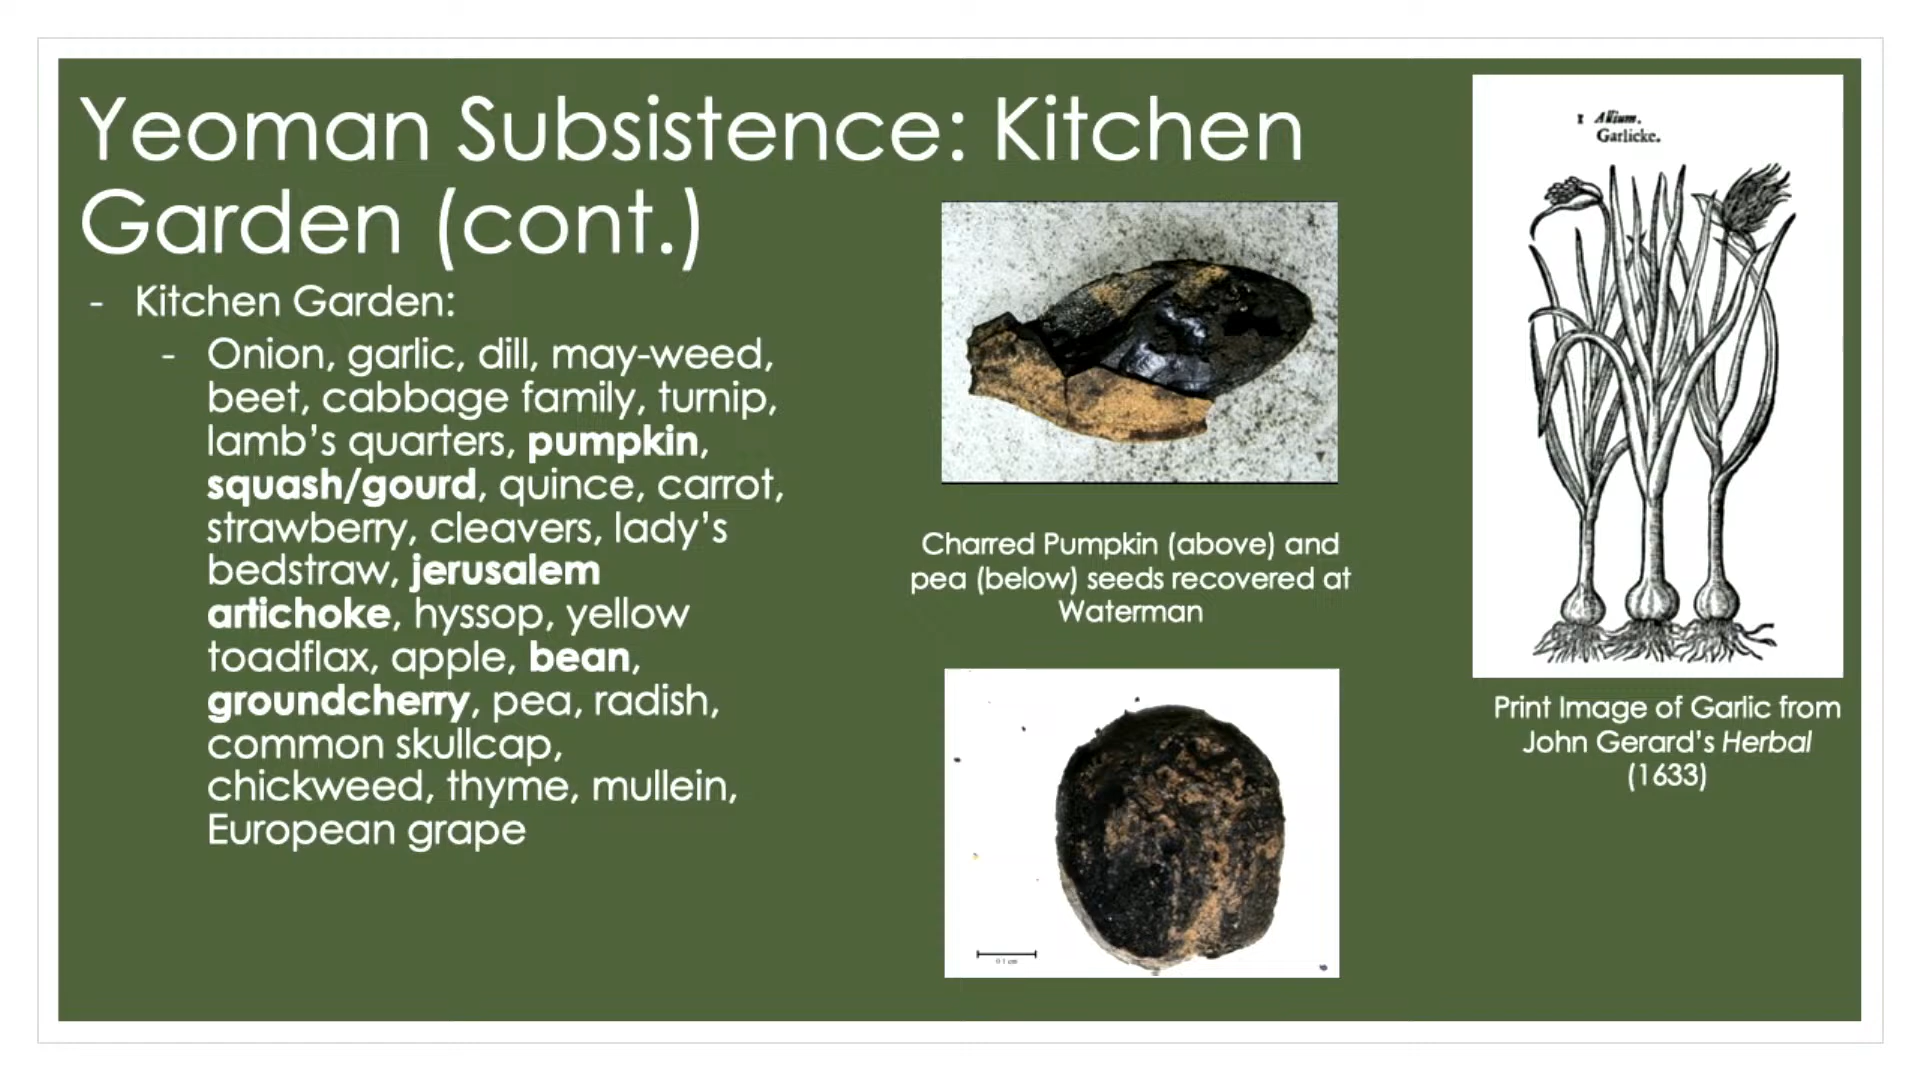 Yeoman Subsistence: Kitchen
Garden (cont.)
- Kitchen Garden:
- Onion, garlic, dill, may-weed,
beet, cabbage family, turnip,
lamb’s quarters, pumpkin,
squash/gourd, quince, carrot,
strawberry, cleavers, lady’s
bedstraw, jerusalem
artichoke, hyssop, yellow
toadflax, apple, bean,
groundcherry, pea, radish,
common skullcap,
chickweed, thyme, mullein,
European grape
Charred Pumpkin (above) and
pea (below) seeds recovered at
Waterman
0.1 cm
1 Allium.
Garlicke.
Print Image of Garlic from
John Gerard’s Herbal
(1633)